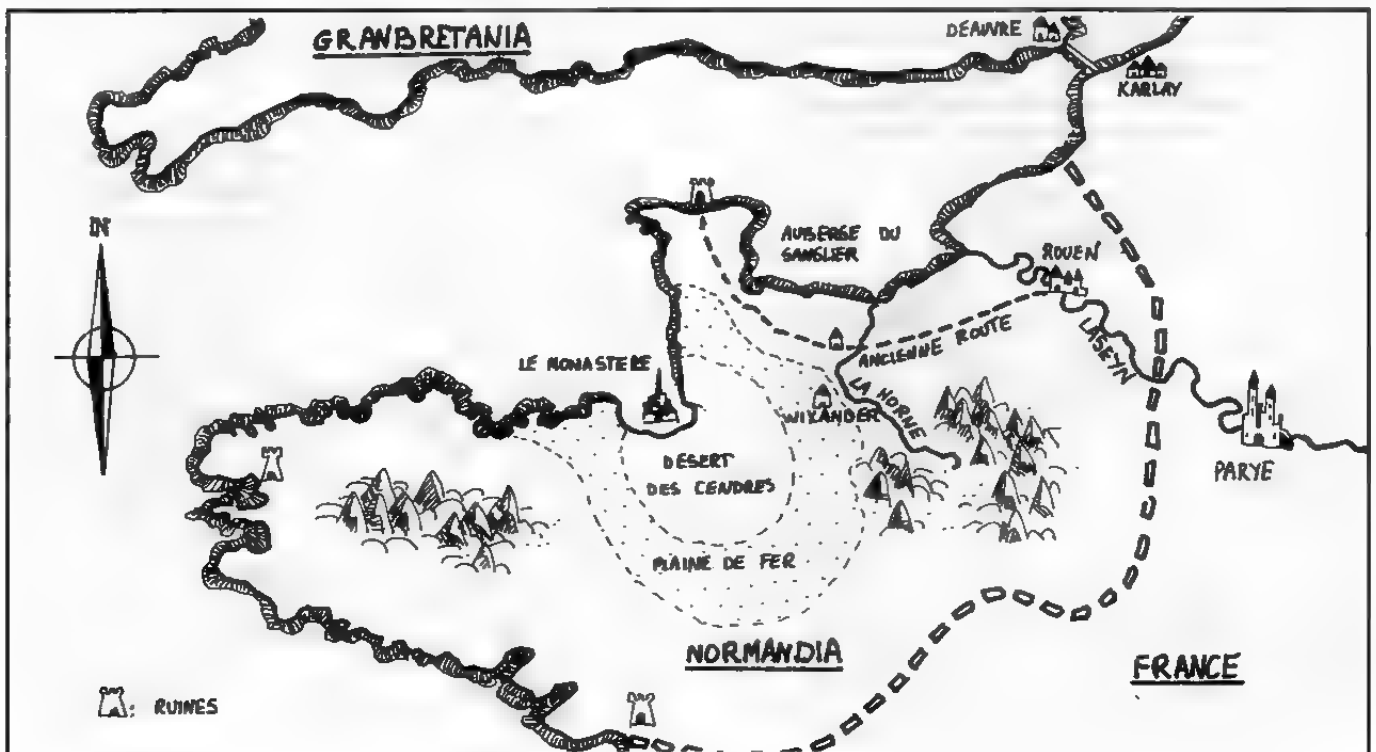 GRANBRETANIA
DEAUVRE
KARLAY
N
AUBERGE DU
SANGLIER
ROUEN
ANCIENNE ROUTE
LASEYN
LE MONASTERE
WIXANDER
LA HORNE
DESERT
DES CENDRES
PARYE
PLAINE DE FER
NORMANDIA
FRANCE
: RUINES